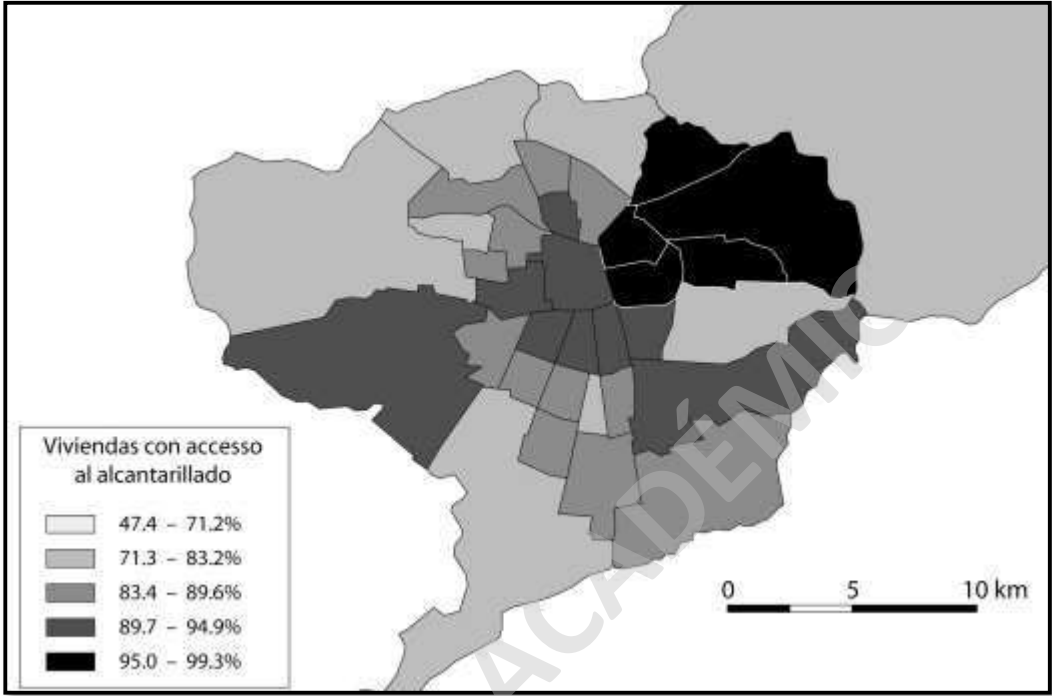 Viviendas con accesso
al alcantarillado
47.4 – 71.2%
71.3 – 83.2%
83.4 – 89.6%
89.7 – 94.9%
95.0 – 99.3%
0 5 10 km
ACADÉMIC